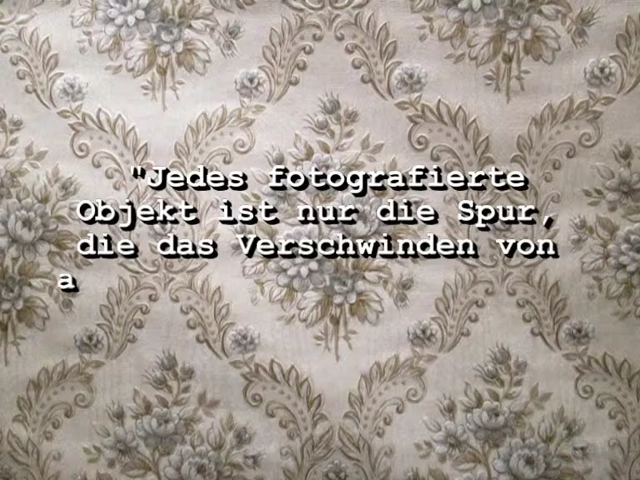 "Jedes fotografierte
Objekt ist nur die Spur,
die das Verschwinden von
a